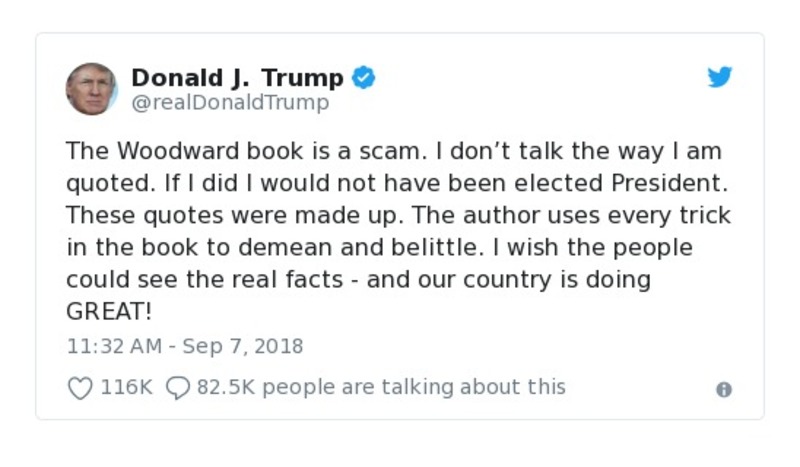 Donald J. Trump
@realDonaldTrump
The Woodward book is a scam. I don’t talk the way I am
quoted. If I did I would not have been elected President.
These quotes were made up. The author uses every trick
in the book to demean and belittle. I wish the people
could see the real facts - and our country is doing
GREAT!
11:32 AM - Sep 7, 2018
116K 82.5K people are talking about this